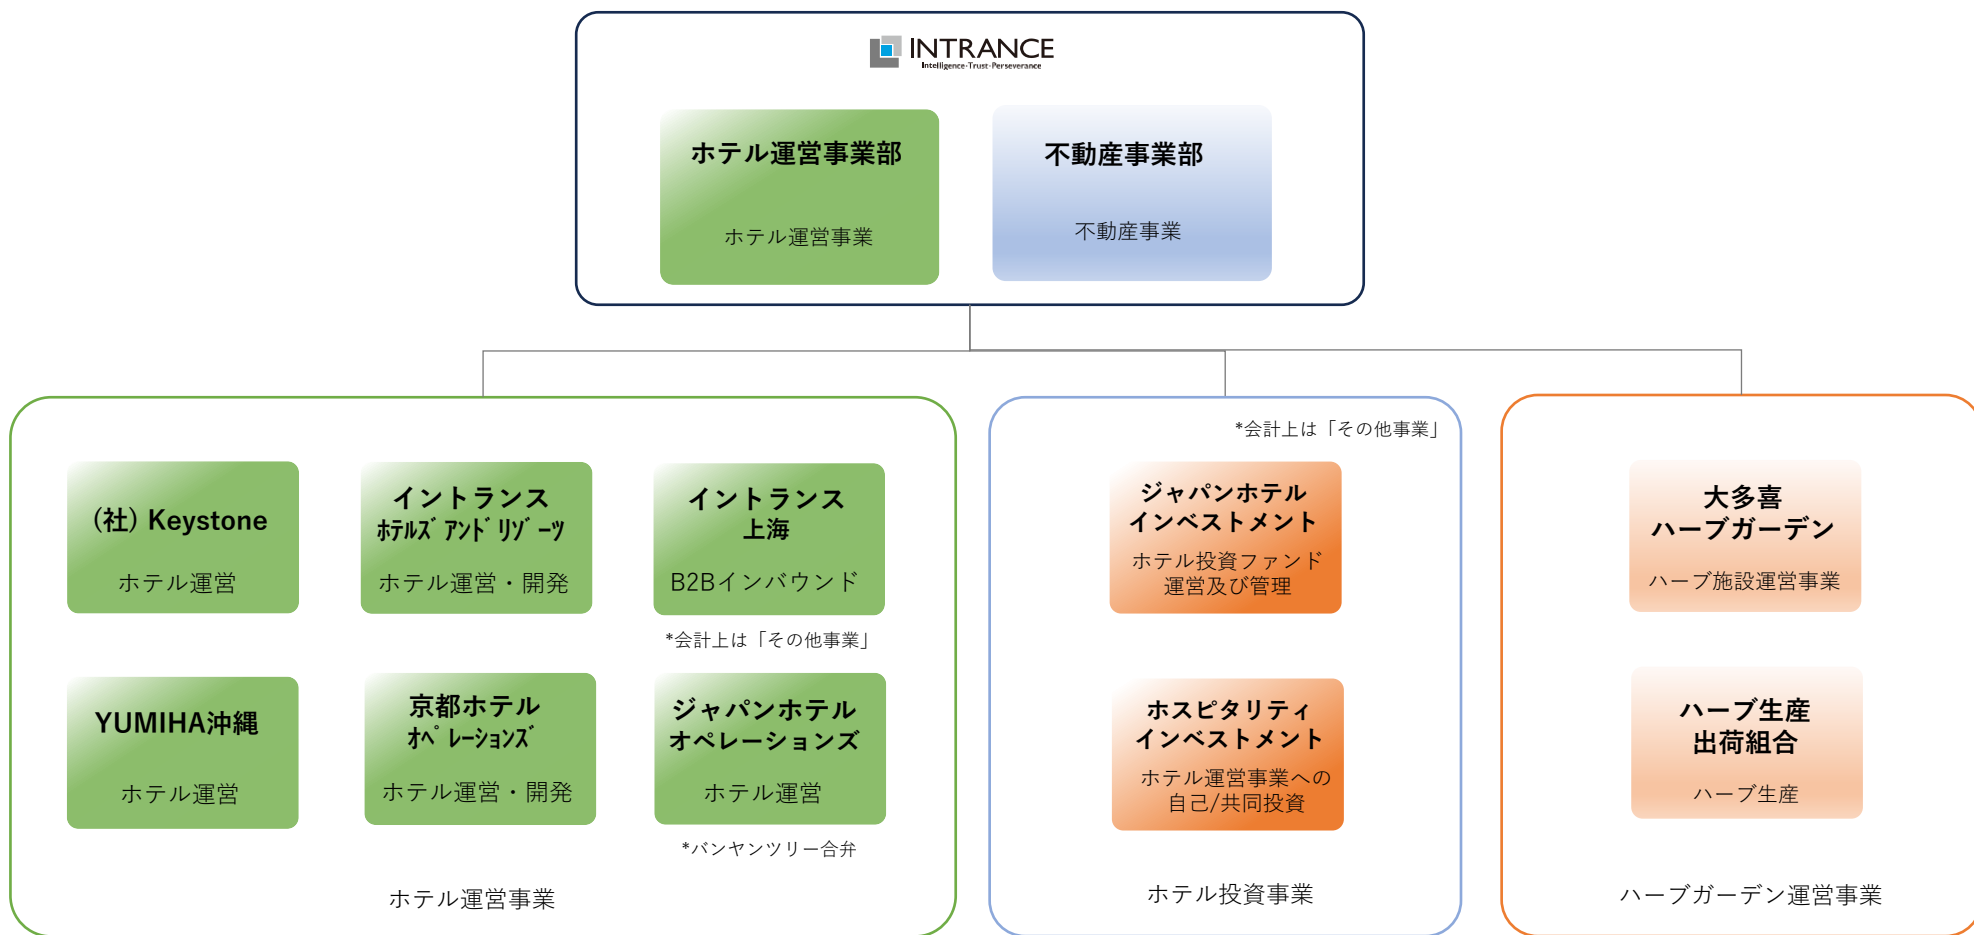 INTRANCE
Intelligence・Trust・Perseverance
ホテル運営事業部
ホテル運営事業
不動産事業部
不動産事業
(社) Keystone
ホテル運営
イントランス
ﾎﾃﾙｽﾞｱﾝﾄﾞﾘｿﾞｰﾂ
ホテル運営・開発
イントランス
上海
B2Bインバウンド
*会計上は「その他事業」
YUMIHA沖縄
ホテル運営
京都ホテル
ｵﾍﾟﾚｰｼｮﾝｽﾞ
ホテル運営・開発
ジャパンホテル
オペレーションズ
ホテル運営
*バンヤンツリー合弁
ホテル運営事業
*会計上は「その他事業」
ジャパンホテル
インベストメント
ホテル投資ファンド
運営及び管理
ホスピタリティ
インベストメント
ホテル運営事業への
自己/共同投資
ホテル投資事業
大多喜
ハーブガーデン
ハーブ施設運営事業
ハーブ生産
出荷組合
ハーブ生産
ハーブガーデン運営事業